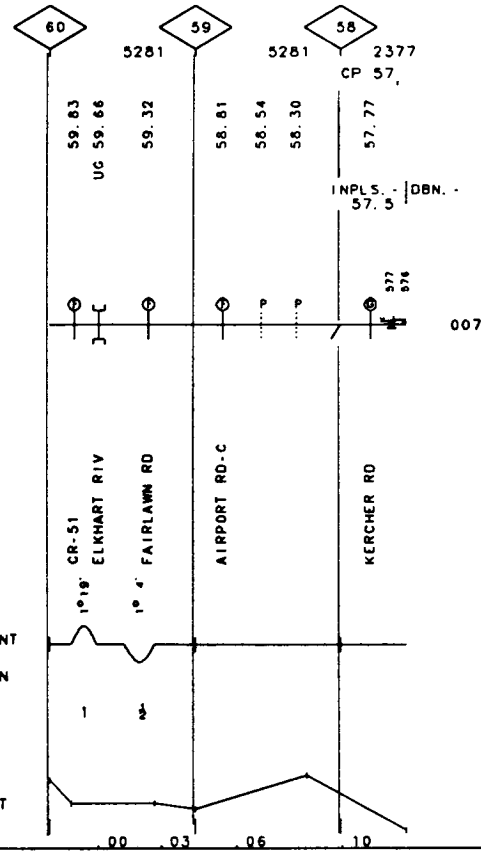 60 59 58
5281 5281 2377
CP 57
59.83
UG 59.66
59.32
58.81
58.54
58.30
57.77
INPLS. - DBN. -
57.5
577
576
F F F P P G
007
CR-51
ELKHART RIV
FAIRLAWN RD
AIRPORT RD-C
KERCHER RD
1° 19'
1° 4'
NT
N
1
T
.00 .03 .06 .10